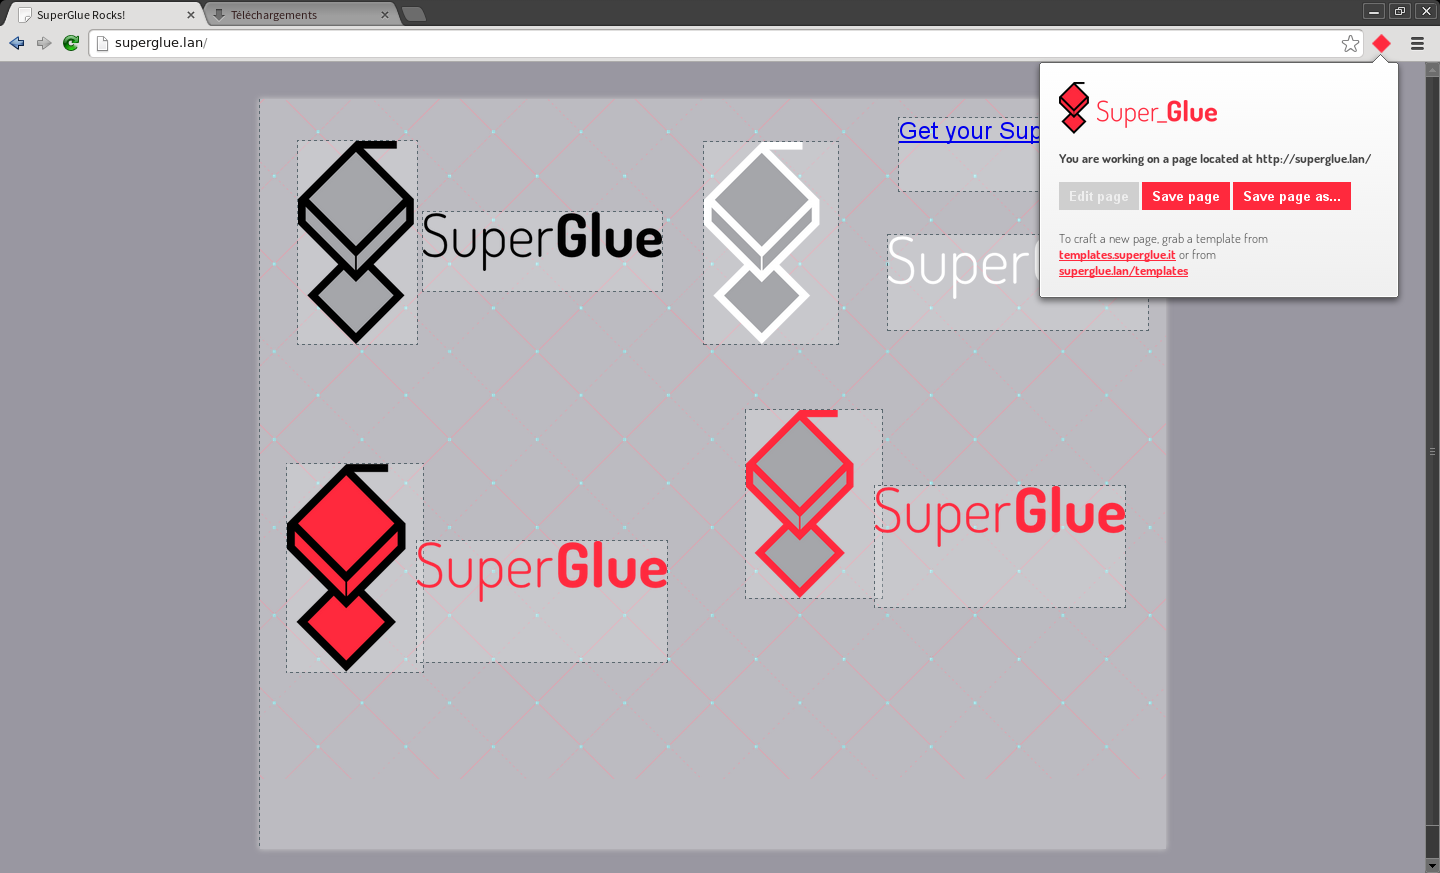 SuperGlue Rocks!
Téléchargements
superglue.lan/
Super_Glue
You are working on a page located at http://superglue.lan/
Edit page Save page Save page as...
To craft a new page, grab a template from
templates.superglue.it or from
superglue.lan/templates
Get your Sup
SuperGlue
Super
SuperGlue
SuperGlue